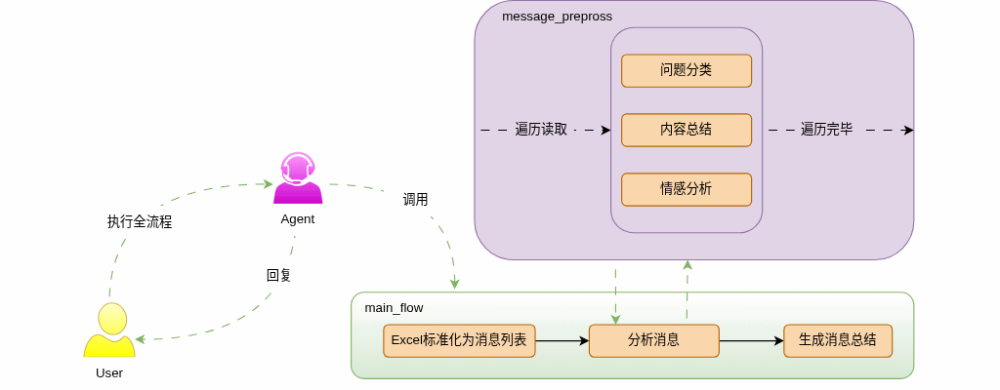 message_prepross
问题分类
遍历读取
内容总结
遍历完毕
情感分析
执行全流程
Agent
调用
回复
User
main_flow
Excel标准化为消息列表
分析消息
生成消息总结